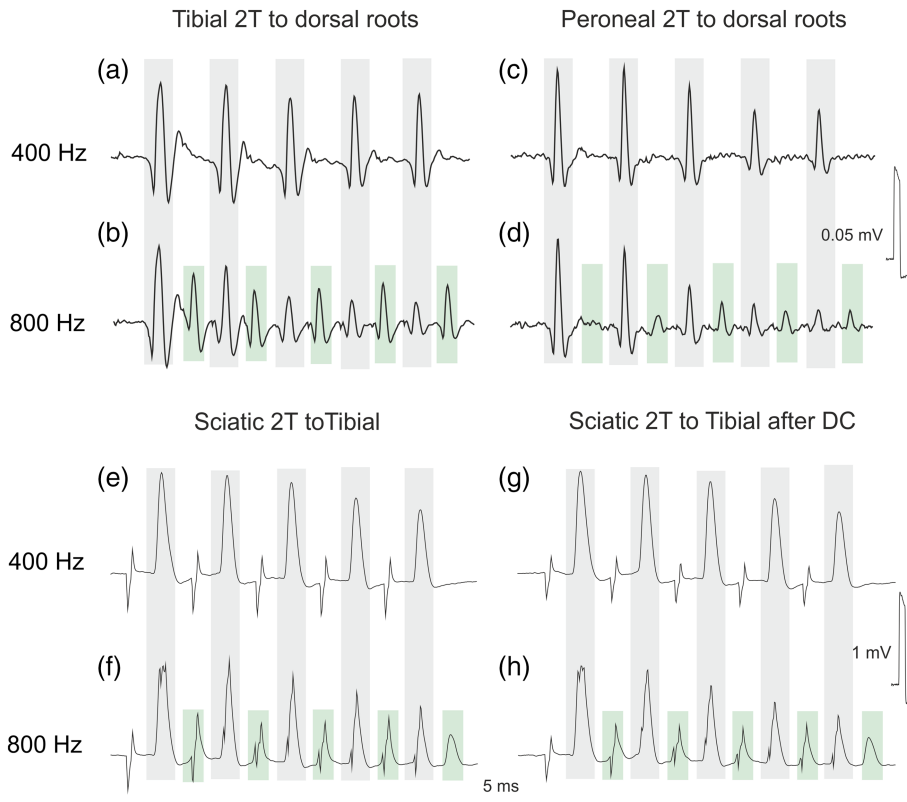 Tibial 2T to dorsal roots
Peroneal 2T to dorsal roots
(a)
(c)
400 Hz
(b)
(d)
0.05 mV
800 Hz
Sciatic 2T toTibial
Sciatic 2T to Tibial after DC
(e)
(g)
400 Hz
(f)
(h)
1 mV
800 Hz
5 ms